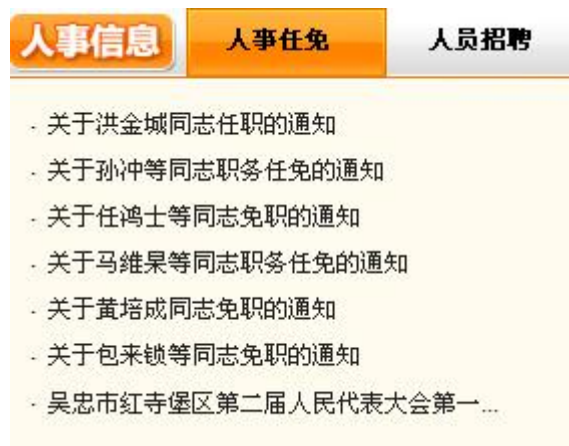 人事信息 人事任免 人员招聘
· 关于洪金城同志任职的通知
· 关于孙冲等同志职务任免的通知
· 关于任鸿士等同志免职的通知
· 关于马维杲等同志职务任免的通知
· 关于黄培成同志免职的通知
· 关于包来锁等同志免职的通知
· 吴忠市红寺堡区第二届人民代表大会第一...